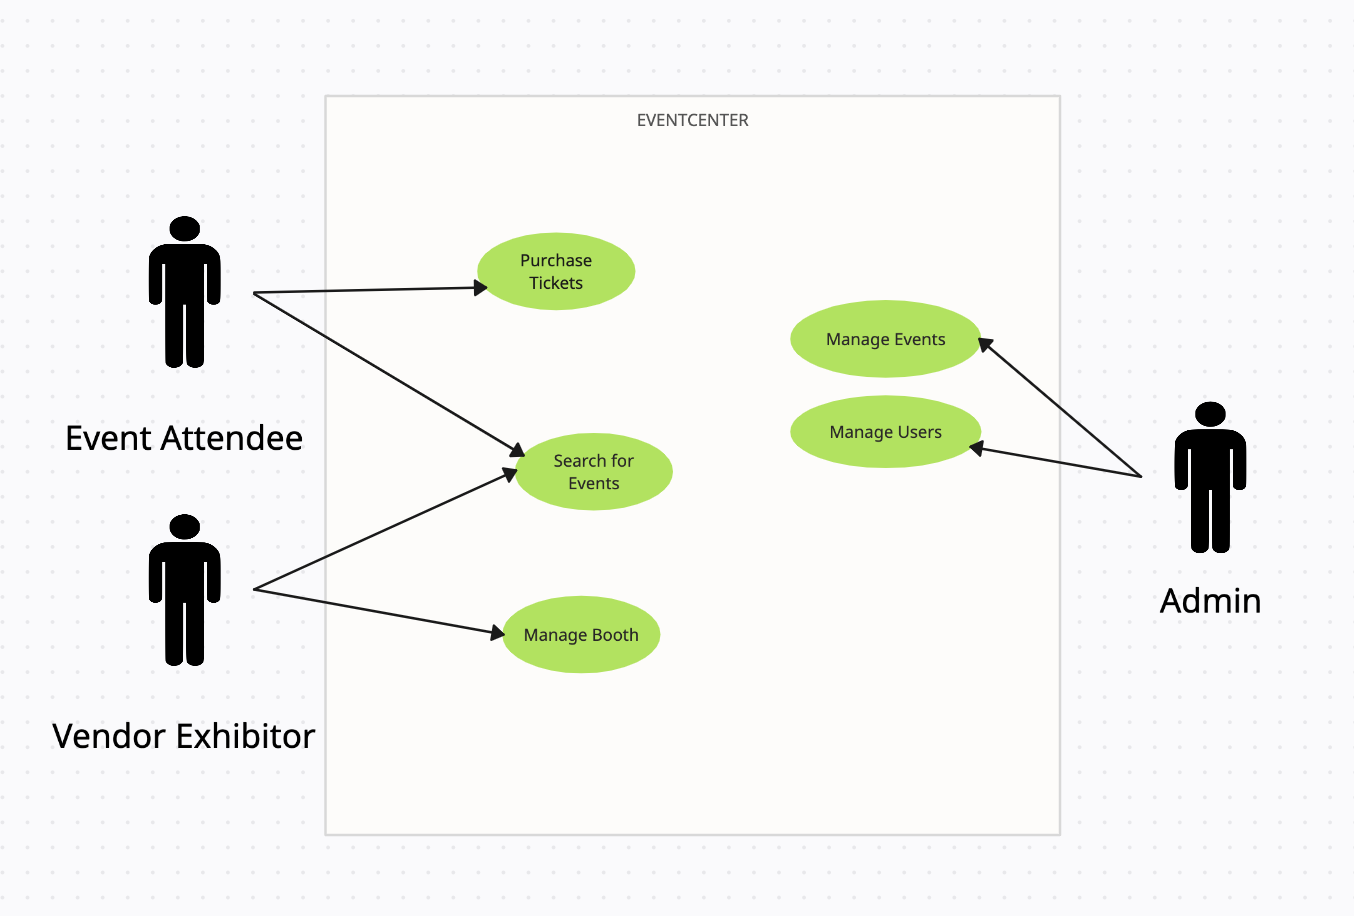 EVENTCENTER
Purchase
Tickets
Manage Events
Manage Users
Event Attendee
Search for
Events
Admin
Manage Booth
Vendor Exhibitor